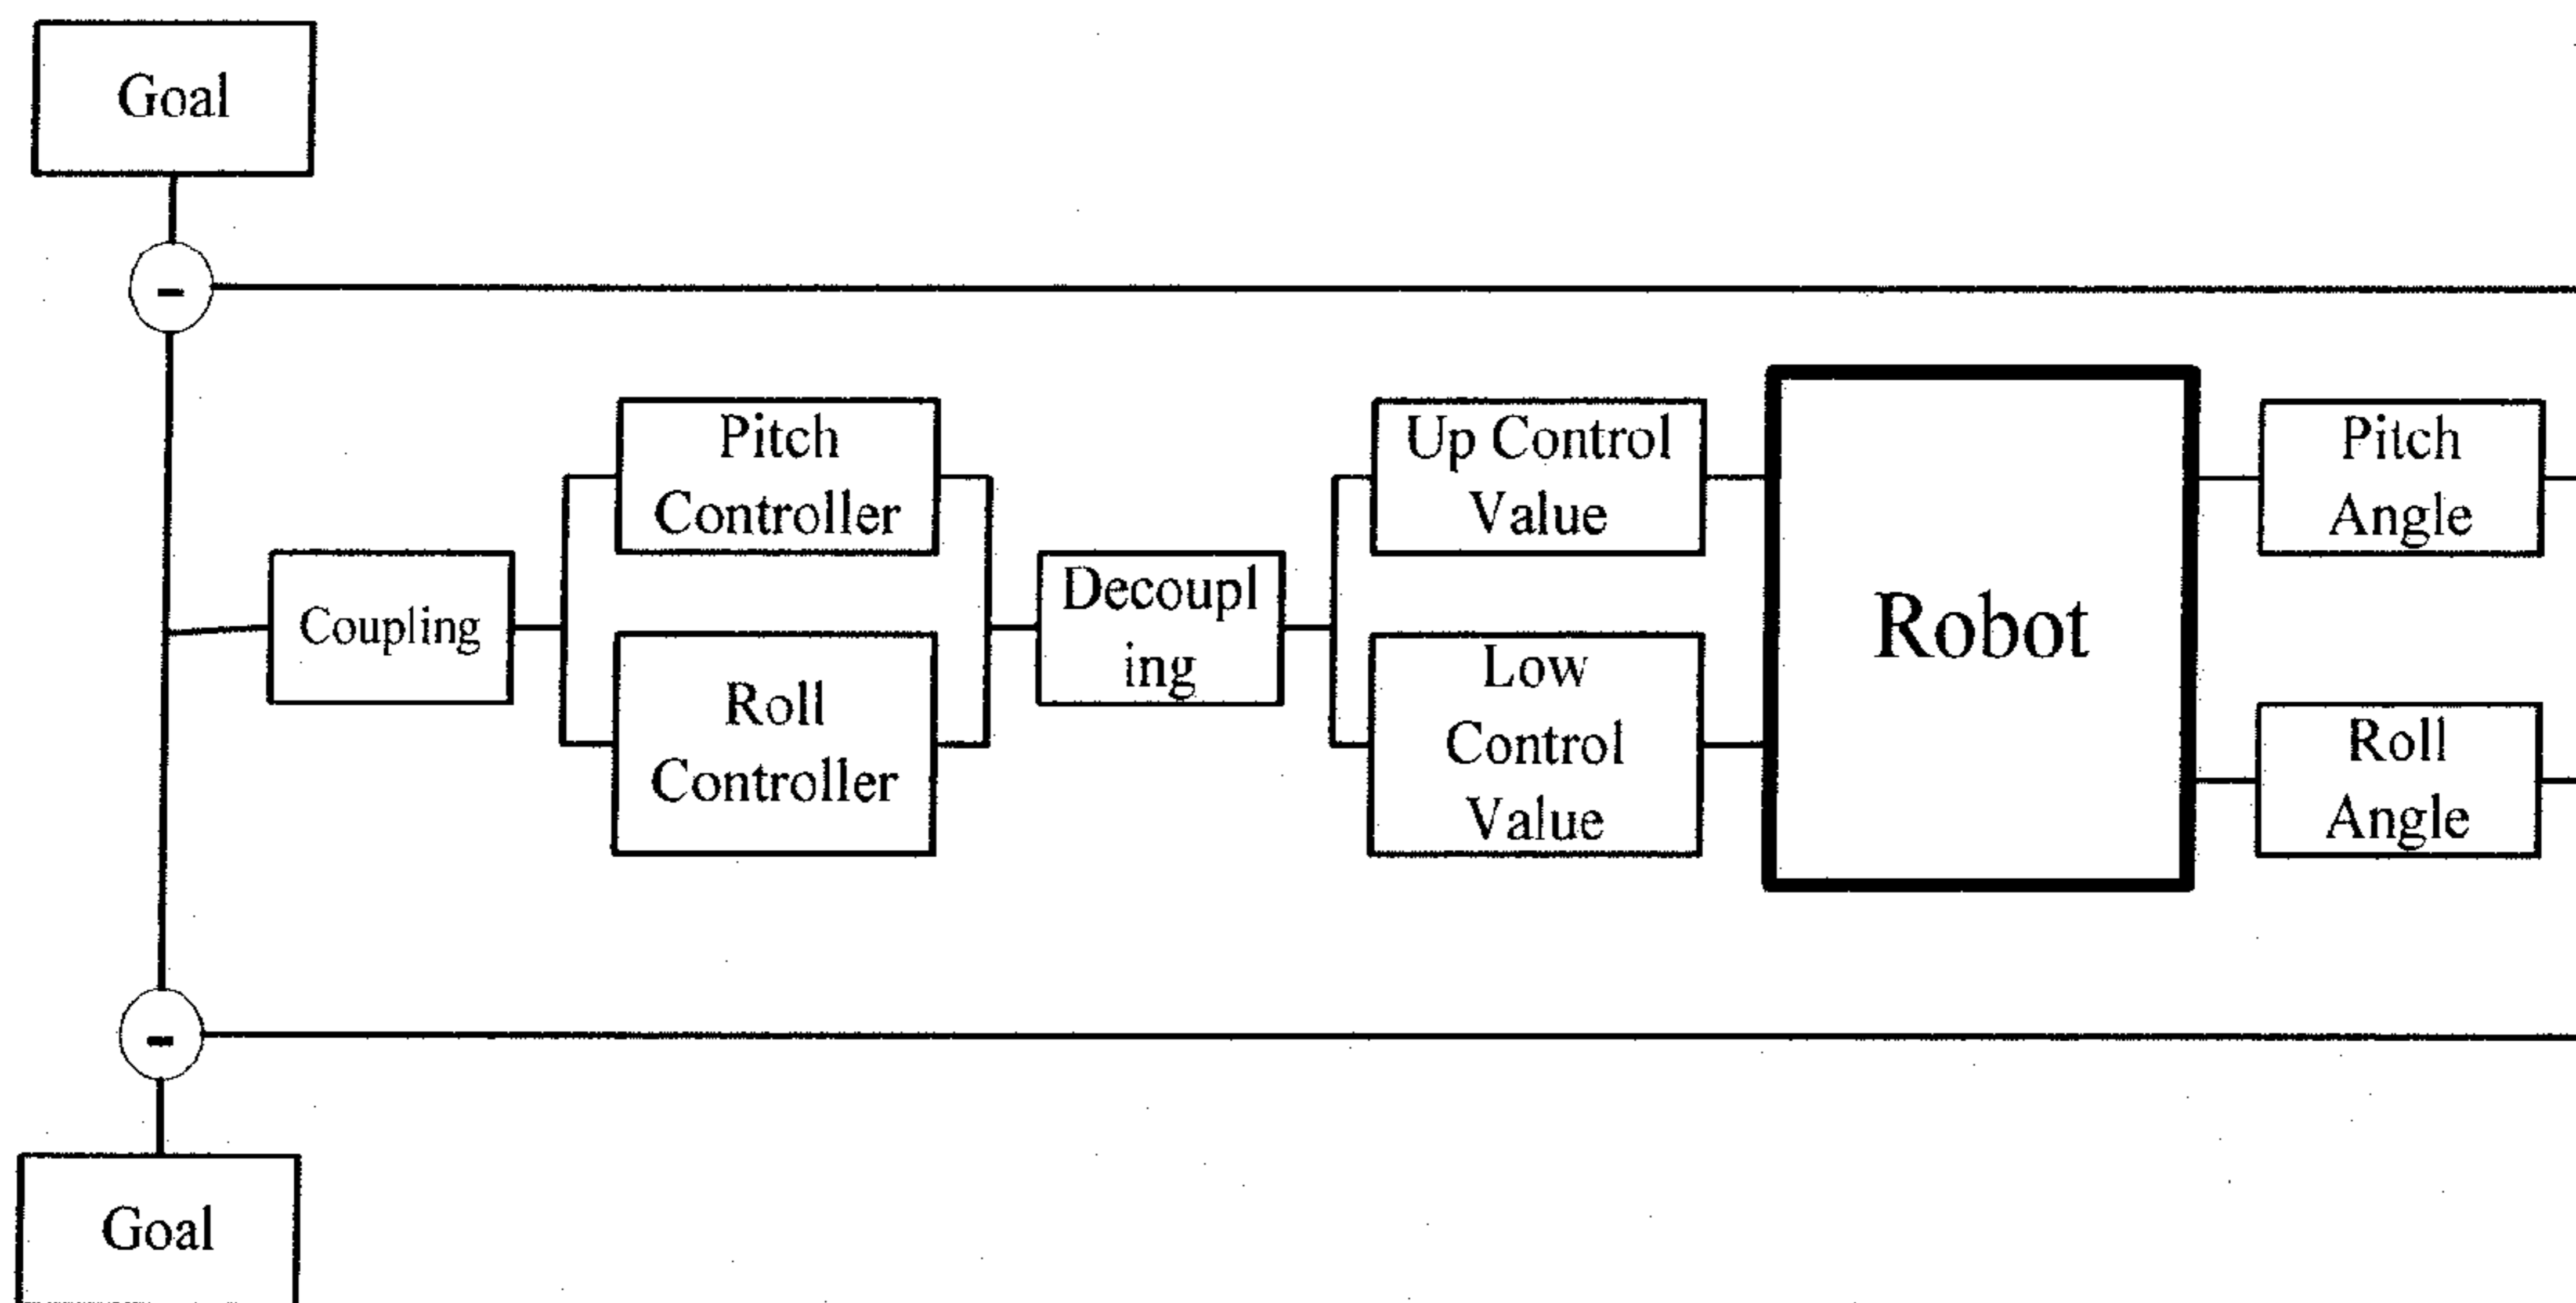 Goal
-
Pitch
Controller
Up Control
Value
Pitch
Angle
Coupling
Decoupl
ing
Robot
Roll
Controller
Low
Control
Value
Roll
Angle
-
Goal